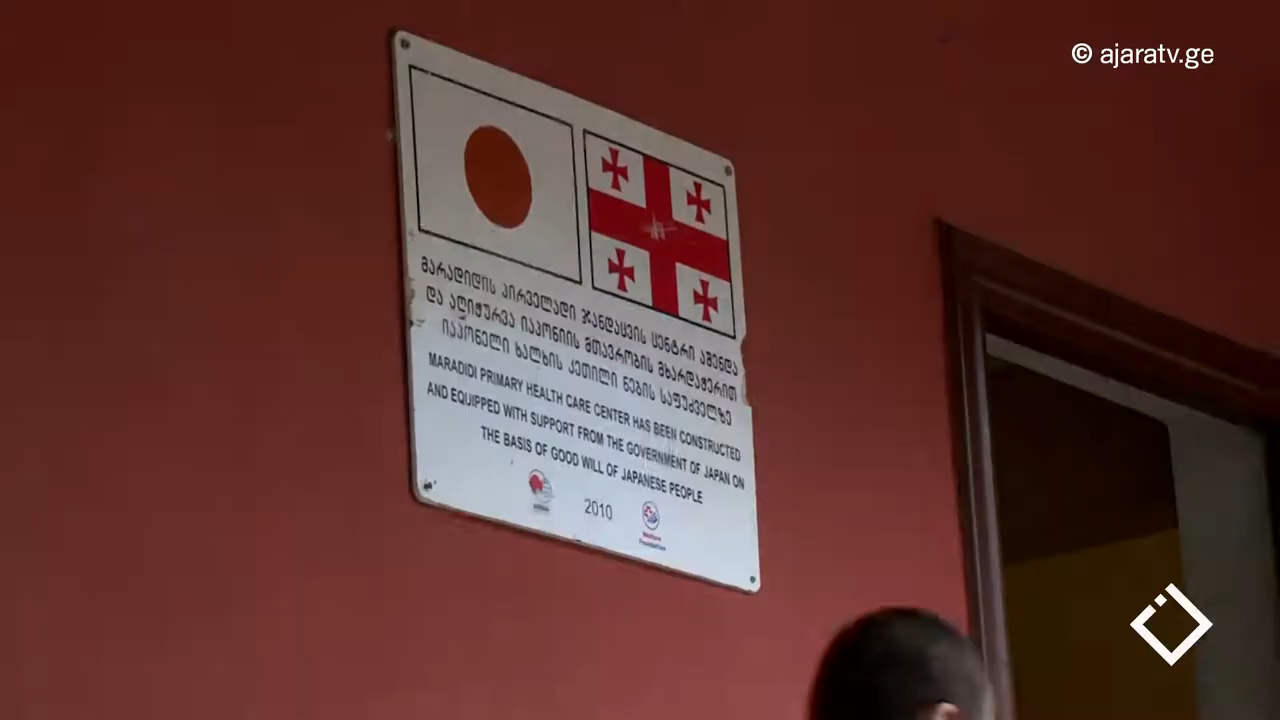 © ajaratv.ge
მარადიდის პირველადი ჯანდაცვის ცენტრი აშენდა
და აღიჭურვა იაპონიის მთავრობის მხარდაჭერით
იაპონელი ხალხის კეთილი ნების საფუძველზე
MARADIDI PRIMARY HEALTH CARE CENTER HAS BEEN CONSTRUCTED
AND EQUIPPED WITH SUPPORT FROM THE GOVERNMENT OF JAPAN ON
THE BASIS OF GOOD WILL OF JAPANESE PEOPLE
2010